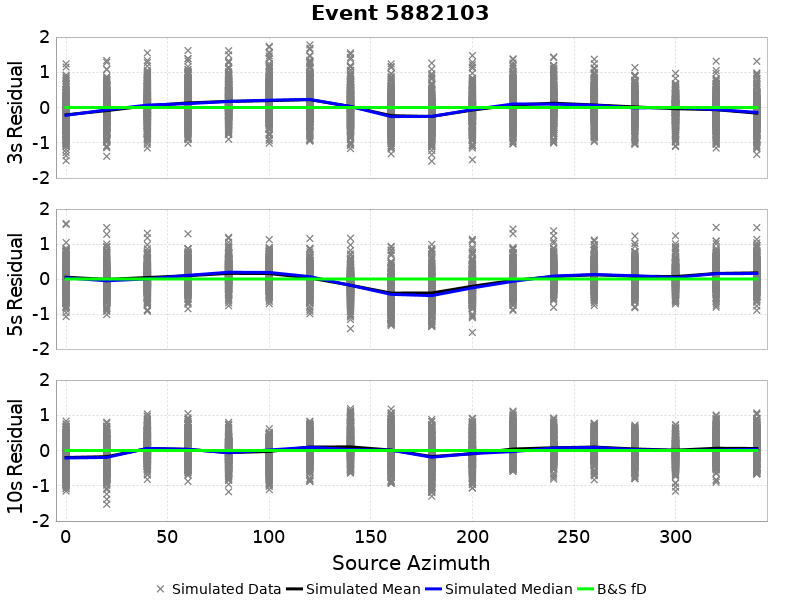 Event 5882103
2
1
0
-1
-2
3s Residual
2
1
0
-1
-2
5s Residual
2
1
0
-1
-2
10s Residual
0 50 100 150 200 250 300
Source Azimuth
Simulated Data Simulated Mean Simulated Median B&S fD